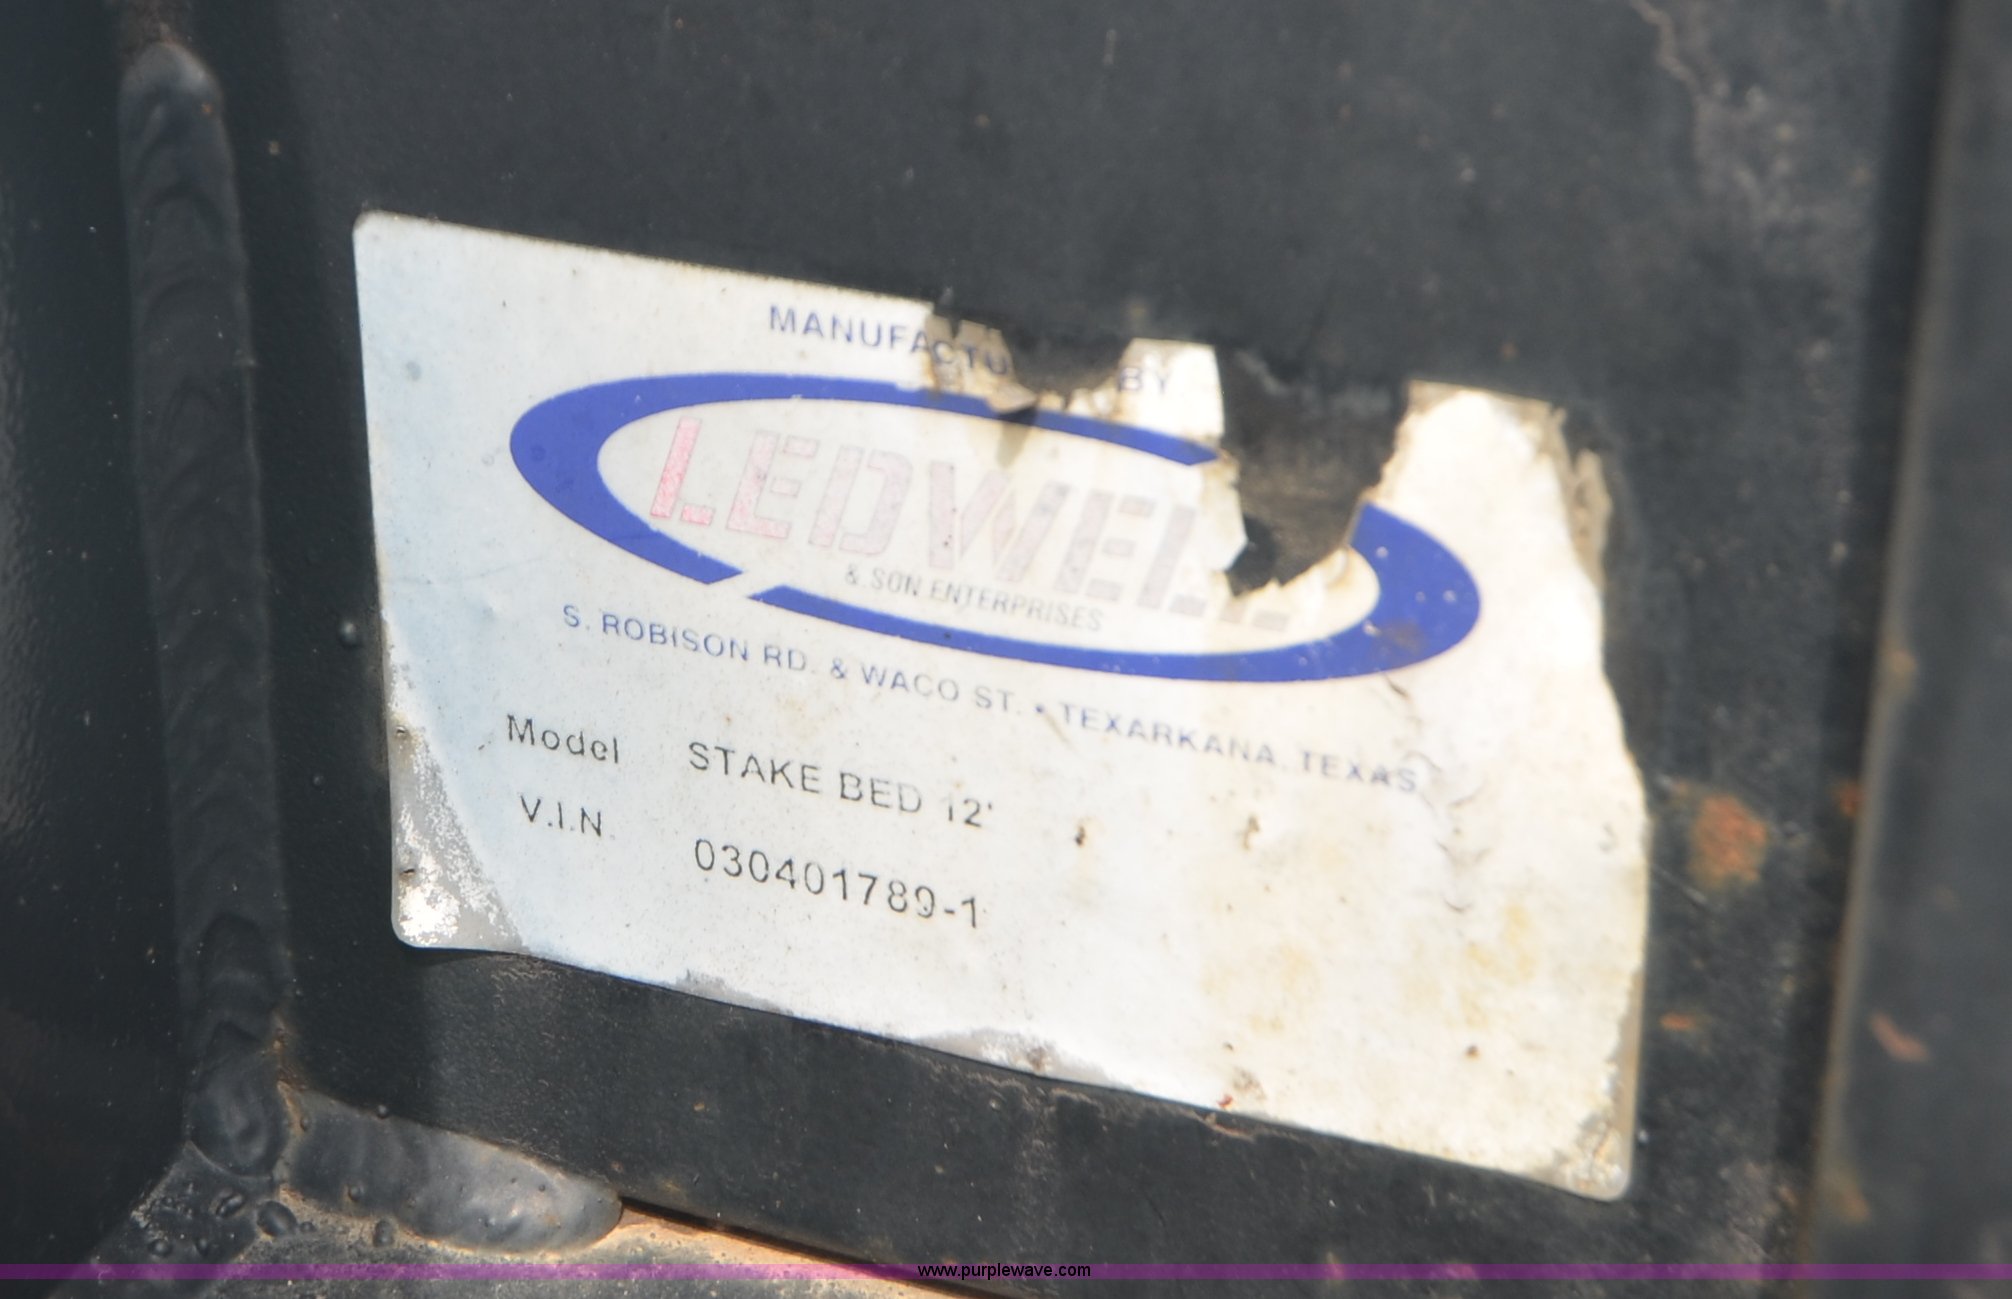 MANUFACTU BY
LEDWELL
& SON ENTERPRISES
S. ROBISON RD. & WACO ST. • TEXARKANA, TEXAS
Model STAKE BED 12'
V.I.N. 030401789-1
www.purplewave.com